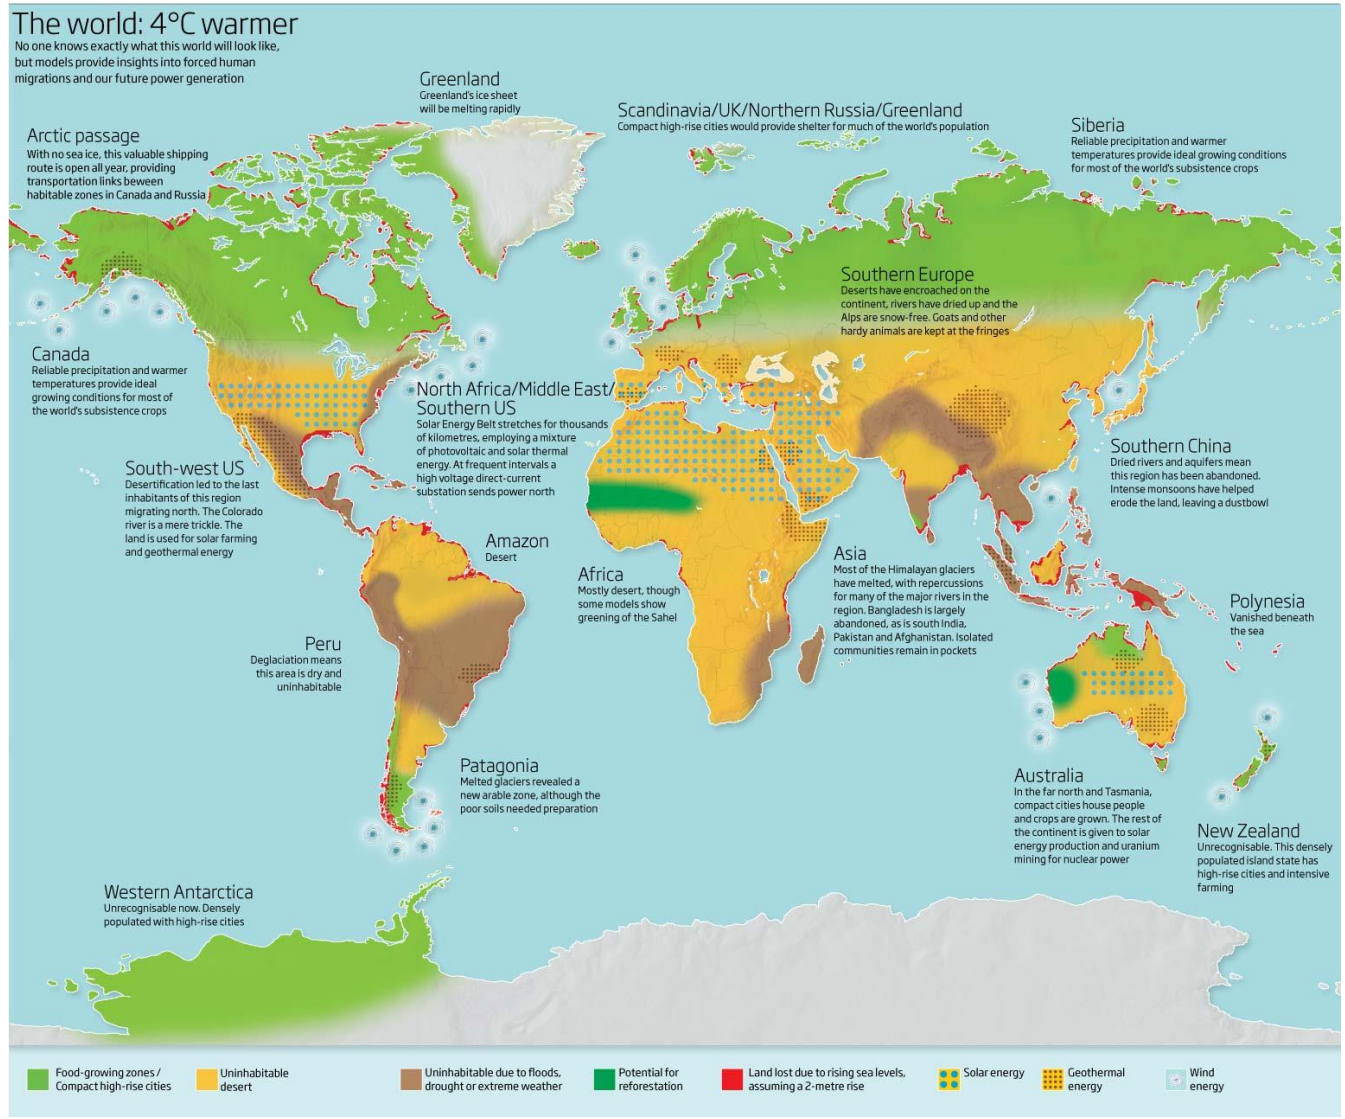 The world: 4°C warmer
No one knows exactly what this world will look like,
but models provide insights into forced human
migrations and our future power generation
Greenland
Greenland's ice sheet
will be melting rapidly
Scandinavia/UK/Northern Russia/Greenland
Compact high-rise cities would provide shelter for much of the world's population
Siberia
Reliable precipitation and warmer
temperatures provide ideal growing conditions
for most of the world's subsistence crops
Arctic passage
With no sea ice, this valuable shipping
route is open all year, providing
transportation links beween
habitable zones in Canada and Russia
Southern Europe
Deserts have encroached on the
continent, rivers have dried up and the
Alps are snow-free. Goats and other
hardy animals are kept at the fringes
Canada
Reliable precipitation and warmer
temperatures provide ideal
growing conditions for most of
the world's subsistence crops
North Africa/Middle East/
Southern US
Solar Energy Belt stretches for thousands
of kilometres, employing a mixture
of photovoltaic and solar thermal
energy. At frequent intervals a
high voltage direct-current
substation sends power north
South-west US
Desertification led to the last
inhabitants of this region
migrating north. The Colorado
river is a mere trickle. The
land is used for solar farming
and geothermal energy
Southern China
Dried rivers and aquifers mean
this region has been abandoned.
Intense monsoons have helped
erode the land, leaving a dustbowl
Amazon
Desert
Africa
Mostly desert, though
some models show
greening of the Sahel
Asia
Most of the Himalayan glaciers
have melted, with repercussions
for many of the major rivers in the
region. Bangladesh is largely
abandoned, as is south India,
Pakistan and Afghanistan. Isolated
communities remain in pockets
Polynesia
Vanished beneath
the sea
Peru
Deglaciation means
this area is dry and
uninhabitable
Patagonia
Melted glaciers revealed a
new arable zone, although the
poor soils needed preparation
Australia
In the far north and Tasmania,
compact cities house people
and crops are grown. The rest of
the continent is given to solar
energy production and uranium
mining for nuclear power
New Zealand
Unrecognisable. This densely
populated island state has
high-rise cities and intensive
farming
Western Antarctica
Unrecognisable now. Densely
populated with high-rise cities
Food-growing zones /
Compact high-rise cities
Uninhabitable
desert
Uninhabitable due to floods,
drought or extreme weather
Potential for
reforestation
Land lost due to rising sea levels,
assuming a 2-metre rise
Solar energy
Geothermal
energy
Wind
energy